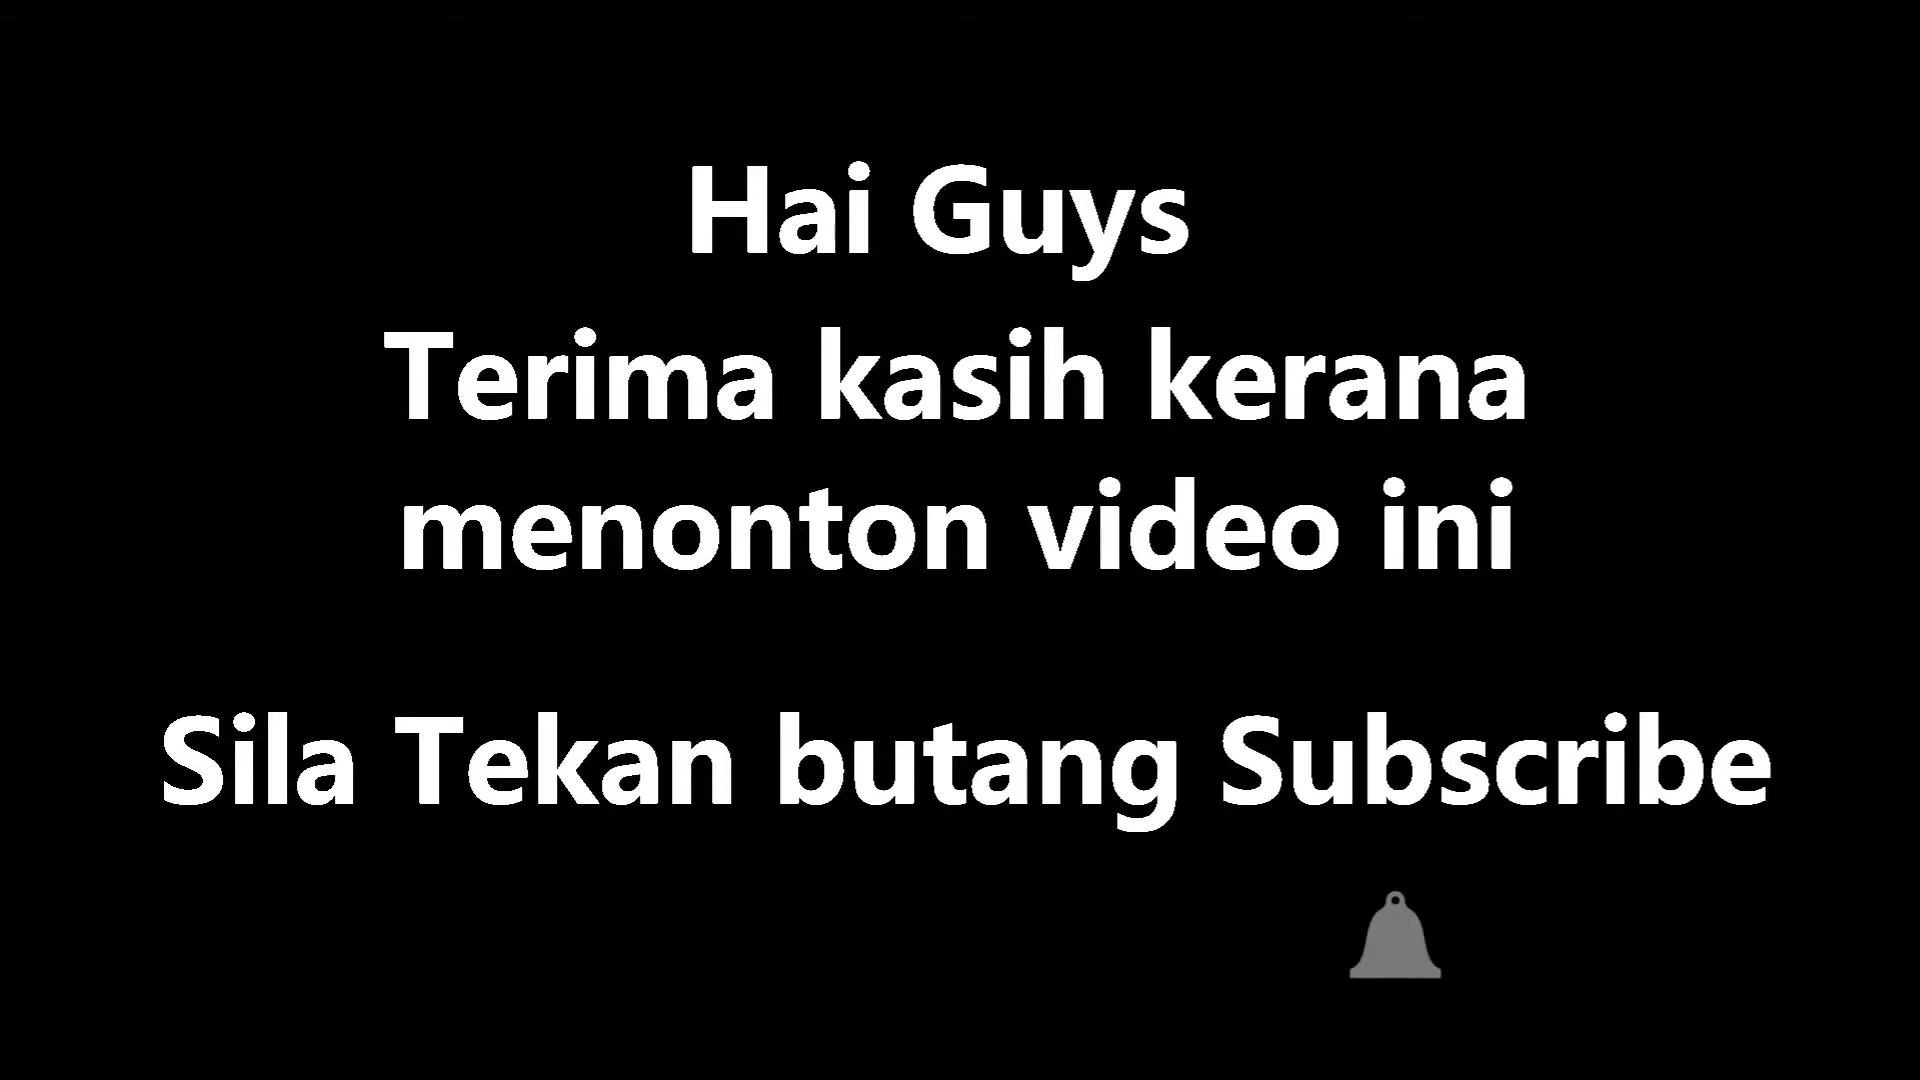 Hai Guys
Terima kasih kerana
menonton video ini
Sila Tekan butang Subscribe